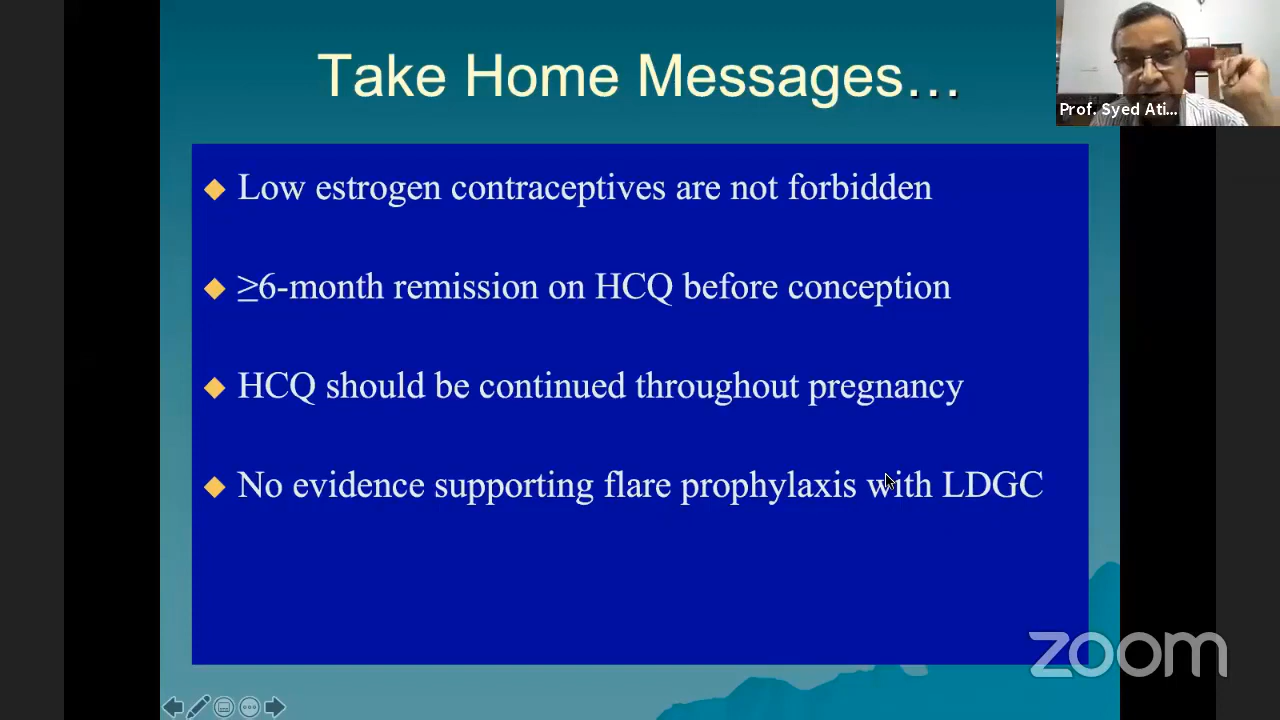 Take Home Messages...
Prof. Syed Ati...
Low estrogen contraceptives are not forbidden
≥6-month remission on HCQ before conception
HCQ should be continued throughout pregnancy
No evidence supporting flare prophylaxis with LDGC
zoom